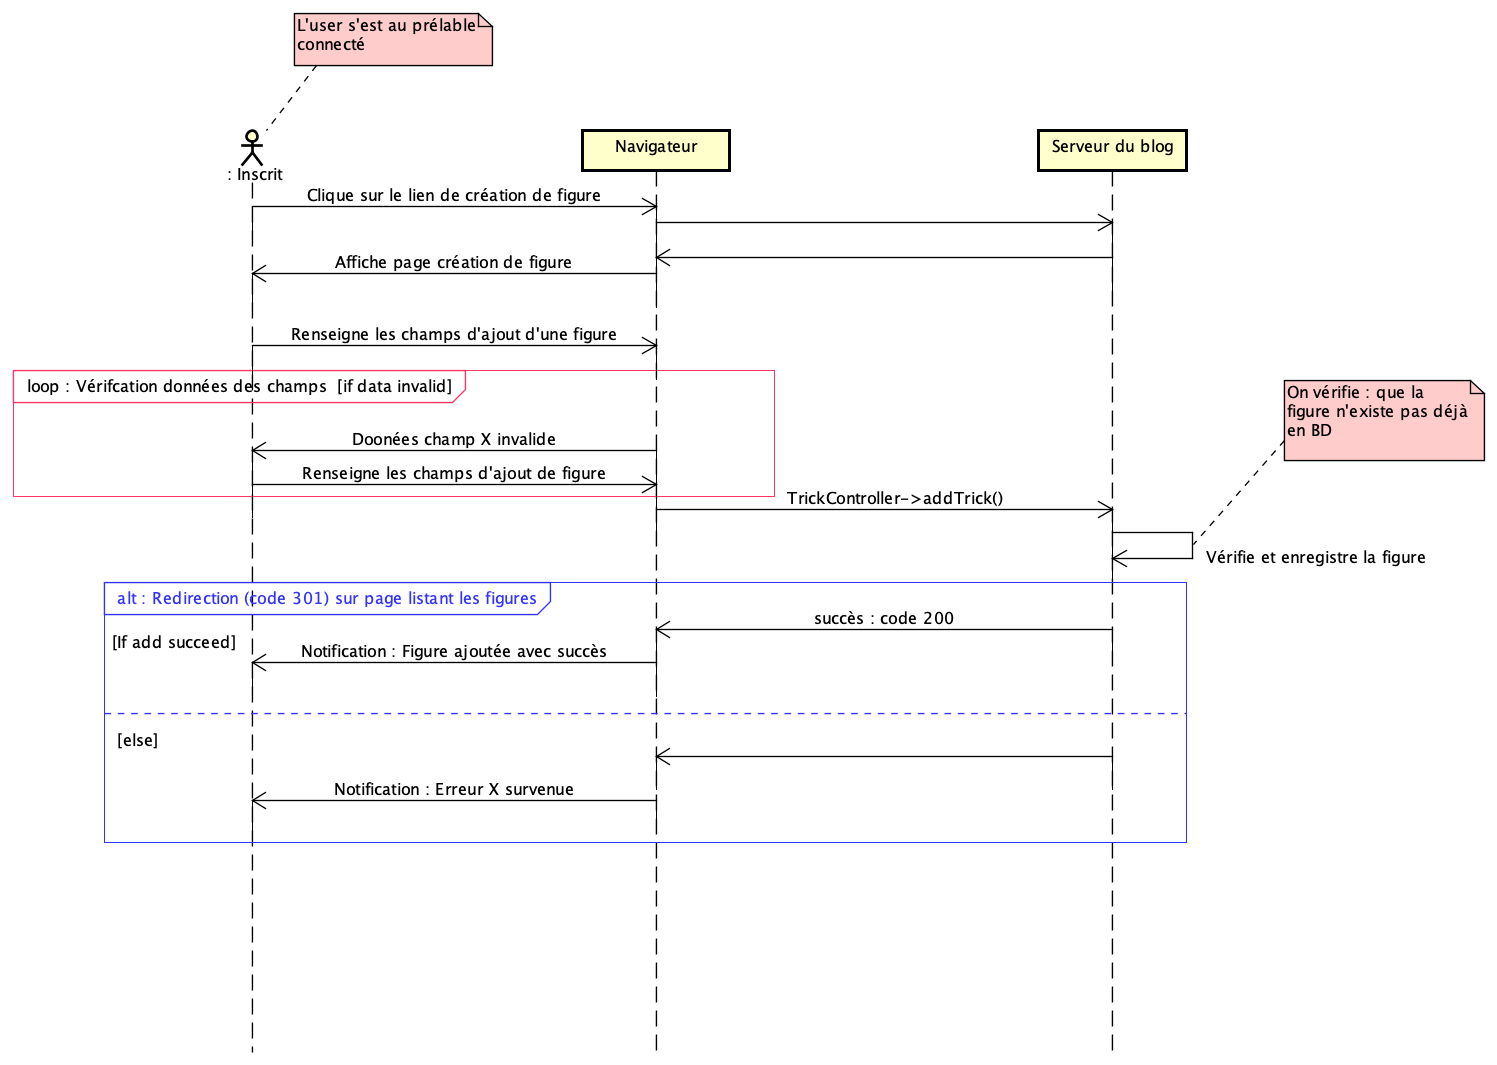 L'user s'est au prélable
connecté
: Inscrit
Navigateur
Serveur du blog
Clique sur le lien de création de figure
Affiche page création de figure
Renseigne les champs d'ajout d'une figure
loop : Vérifcation données des champs [if data invalid]
On vérifie : que la
figure n'existe pas déjà
en BD
Doonées champ X invalide
Renseigne les champs d'ajout de figure
TrickController->addTrick()
Vérifie et enregistre la figure
alt : Redirection (code 301) sur page listant les figures
succès : code 200
[If add succeed]
Notification : Figure ajoutée avec succès
[else]
Notification : Erreur X survenue